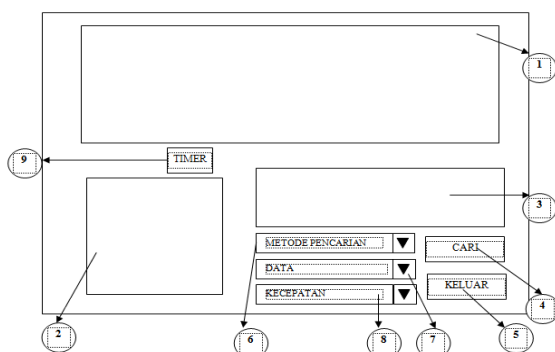 1
9
TIMER
3
METODE PENCARIAN
CARI
DATA
KELUAR
KECEPATAN
4
2
6
8
7
5